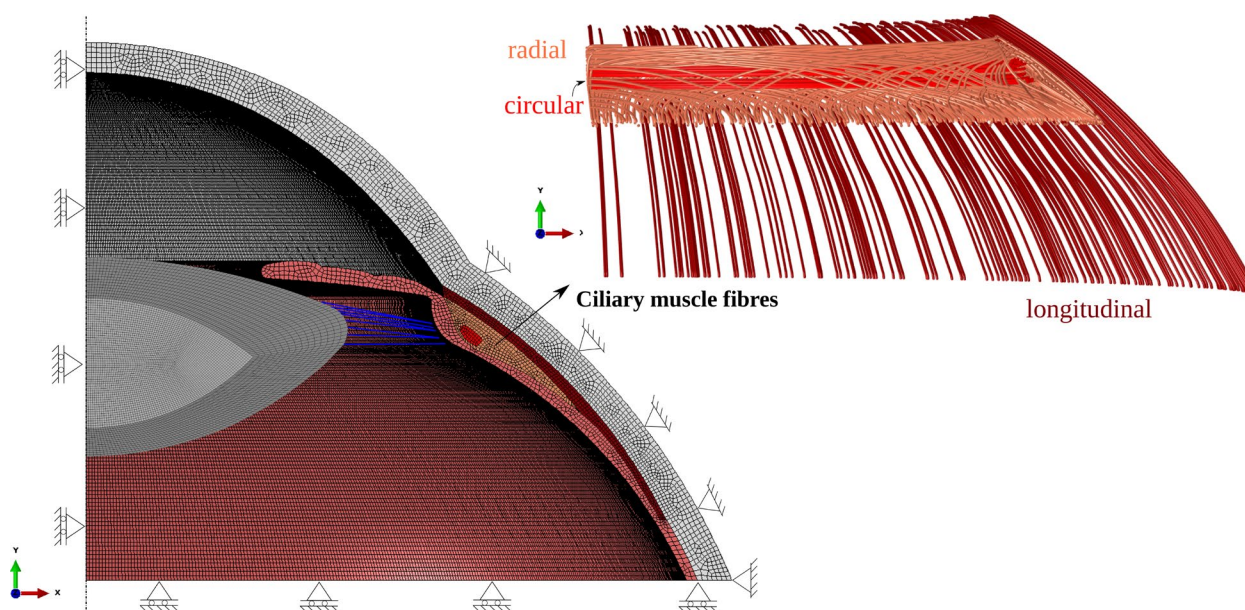 radial
circular
Y
Ciliary muscle fibres
longitudinal
Y
X